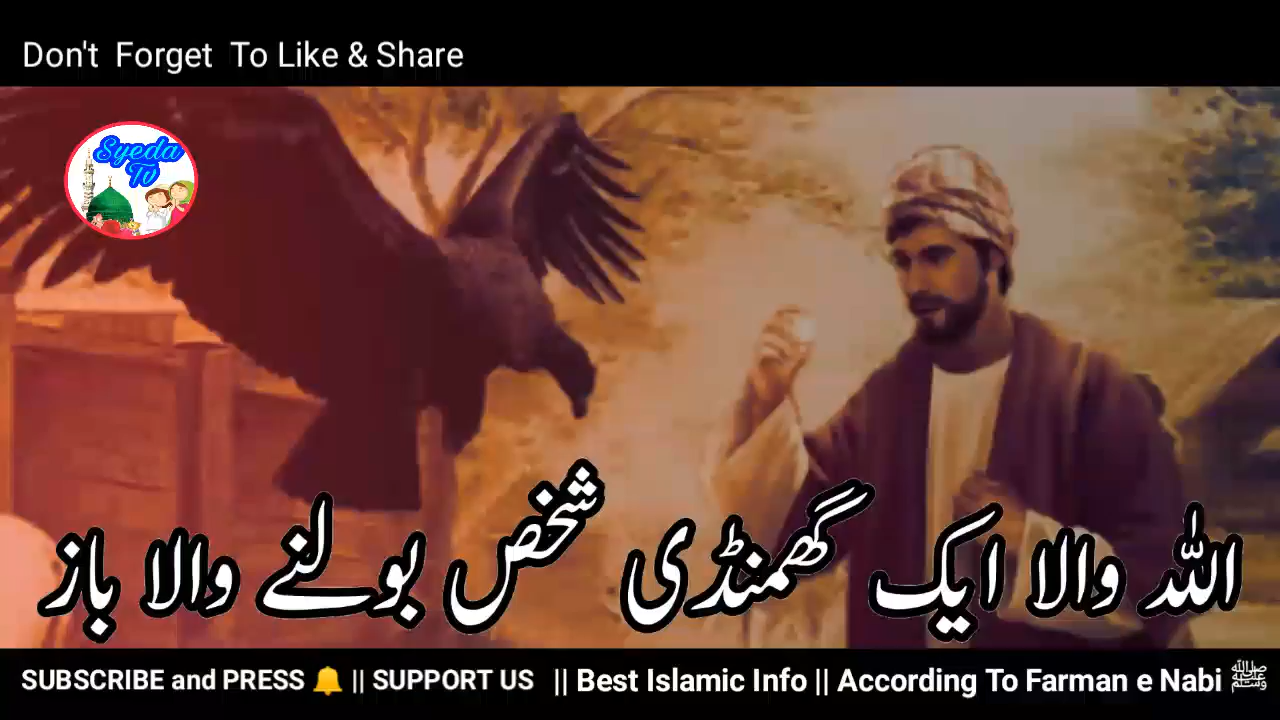 Don't Forget To Like & Share
Syeda
Tv
اللہ والا ایک گھمنڈی شخص بولنے والا باز
SUBSCRIBE and PRESS 🔔 || SUPPORT US || Best Islamic Info || According To Farman e Nabi ﷺ